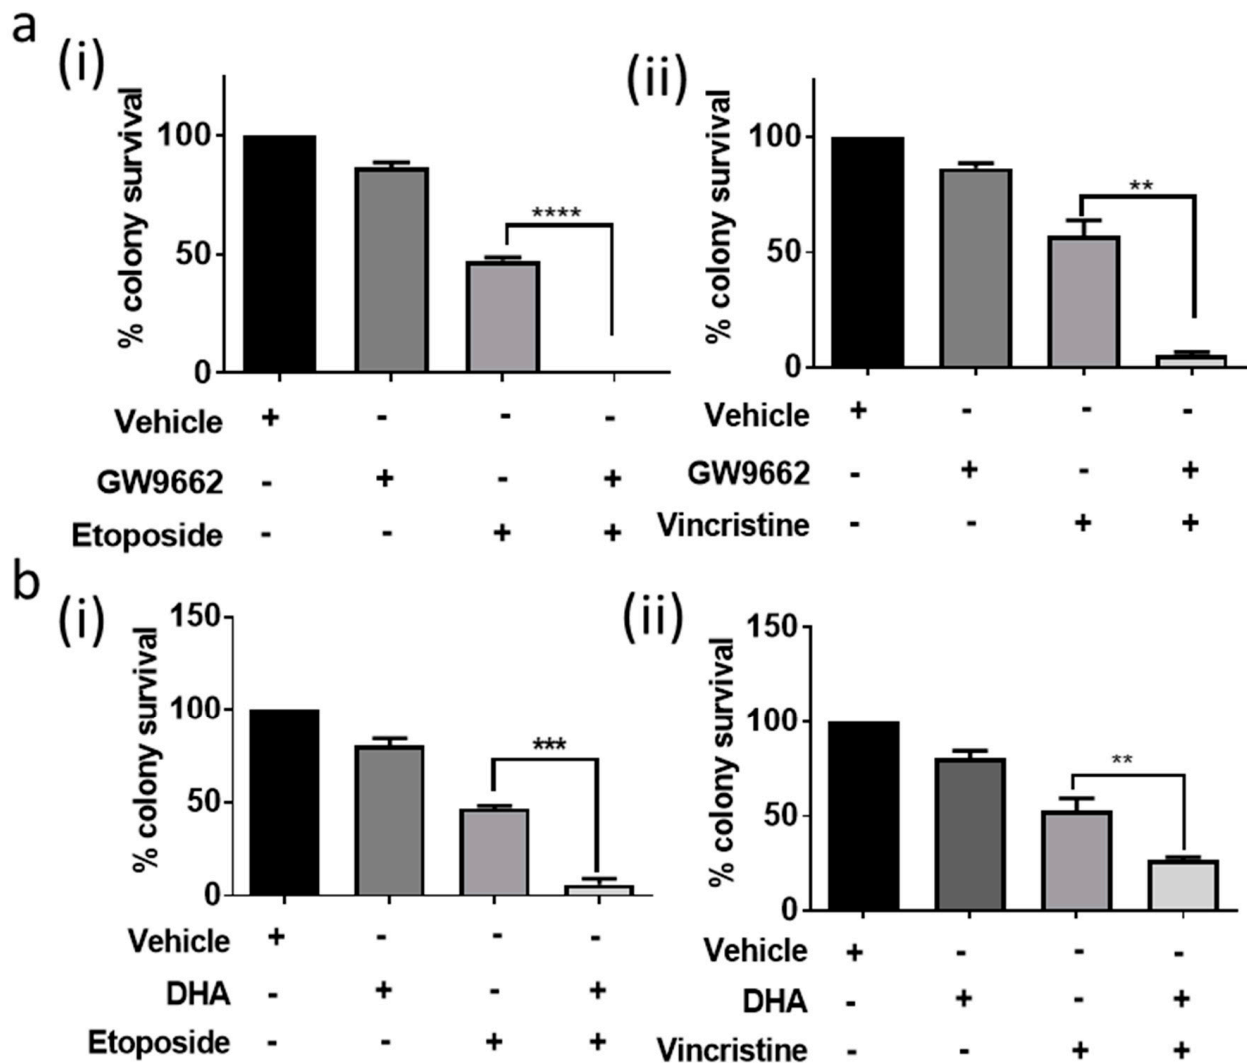 a
(i)
% colony survival
100
50
0
****
Vehicle + - - -
GW9662 - + - +
Etoposide - - + +
(ii)
% colony survival
100
50
0
**
Vehicle + - - -
GW9662 - + - +
Vincristine - - + +
b
(i)
% colony survival
150
100
50
0
***
Vehicle + - - -
DHA - + - +
Etoposide - - + +
(ii)
% colony survival
150
100
50
0
**
Vehicle + - - -
DHA - + - +
Vincristine - - + +